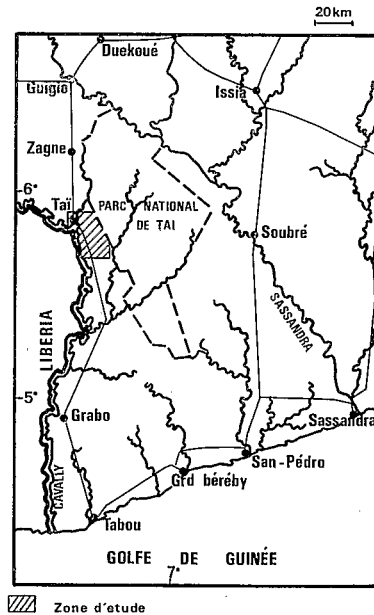 20km
Duekoué
Guiglo
Issia
Zagne
-6°
Taï
PARC NATIONAL
DE TAI
Soubré
SASSANDRA
LIBERIA
-5°
Grabo
Sassandra
San-Pédro
Grd béréby
CAVALLY
Tabou
GOLFE DE GUINÉE
7°
Zone d'etude